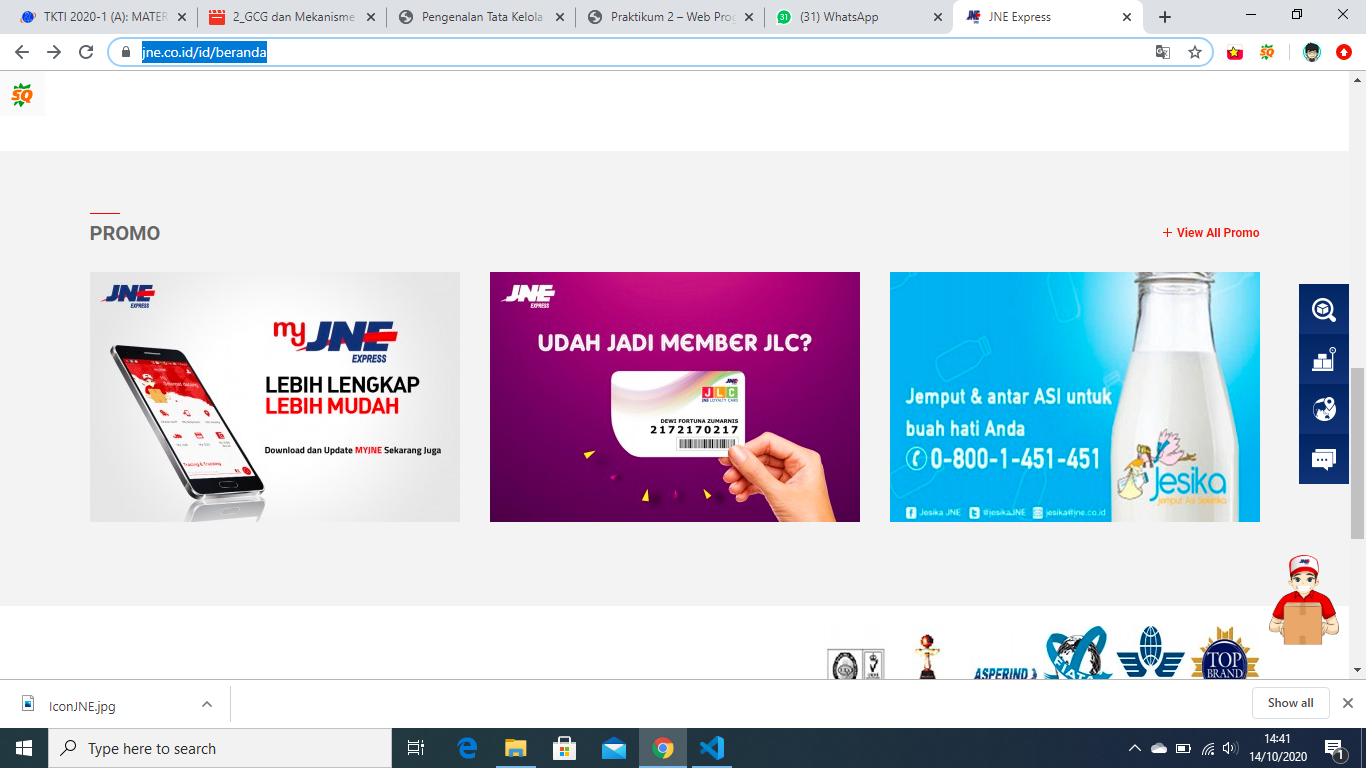 TKTI 2020-1 (A): MATER
2_GCG dan Mekanisme
Pengenalan Tata Kelola
Praktikum 2 – Web Prog
(31) WhatsApp
JNE Express
jne.co.id/id/beranda
SQ
PROMO
+ View All Promo
JNE
EXPRESS
my JNE
EXPRESS
LEBIH LENGKAP
LEBIH MUDAH
Download dan Update MYJNE Sekarang Juga
JNE
EXPRESS
UDAH JADI MEMBER JLC?
JNE
JLC
JNE LOYALTY CARD
DEWI FORTUNA ZUMARNIS
2172170217
Jemput & antar ASI untuk
buah hati Anda
0-800-1-451-451
Jesika
Jemput Asi Seketika
Jesika JNE #jesikaJNE jesika@jne.co.id
ASPERINDO
FIATA
TOP
BRAND
IconJNE.jpg
Show all
Type here to search
14:41
14/10/2020
1